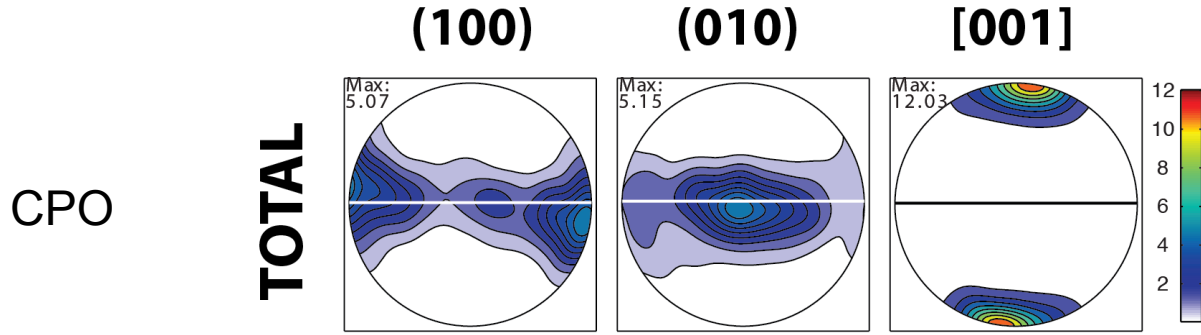 (100) (010) [001]
Max:
5.07
Max:
5.15
Max:
12.03
12
10
8
6
4
2
CPO
TOTAL